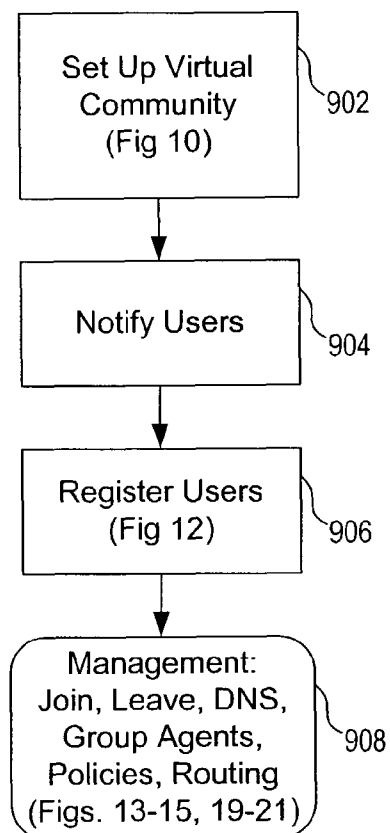 Set Up Virtual
Community
(Fig 10)
902
Notify Users
904
Register Users
(Fig 12)
906
Management:
Join, Leave, DNS,
Group Agents,
Policies, Routing
(Figs. 13-15, 19-21)
908